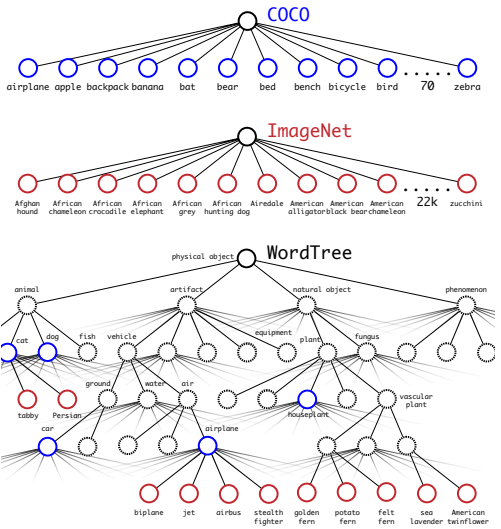 COCO
airplane apple backpack banana bat bear bed bench bicycle bird 70 zebra
ImageNet
Afghan hound
African chameleon
African crocodile
African elephant
African grey
African hunting dog
Airedale
American alligator
American black bear
American chameleon
22k
zucchini
WordTree
physical object
animal artifact natural object phenomenon
cat dog fish vehicle equipment plant fungus
ground water air houseplant vascular plant
tabby Persian
car airplane
biplane jet airbus stealth fighter golden fern potato fern felt fern sea lavender American twinflower